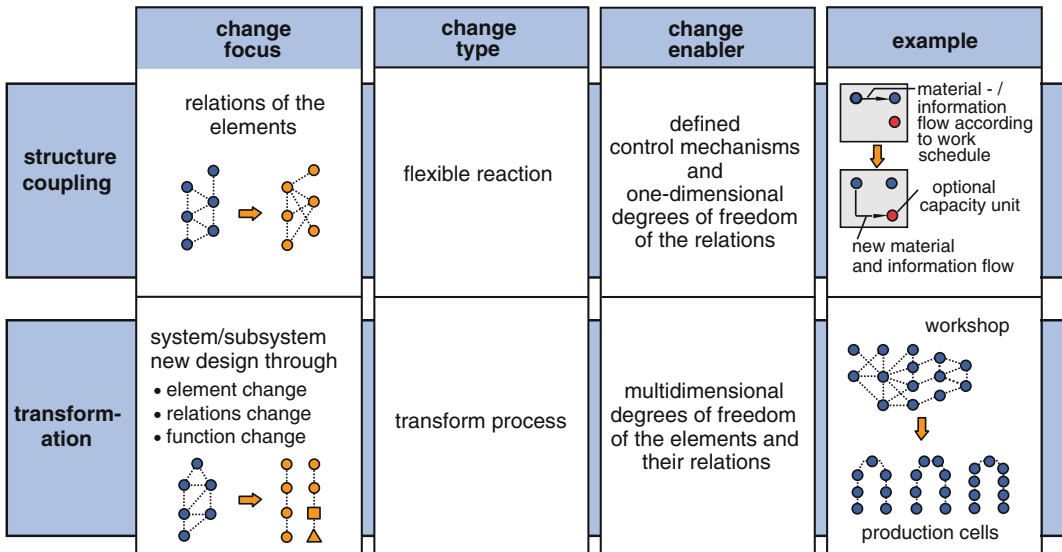 change
focus
change
type
change
enabler
example
structure
coupling
relations of the
elements
flexible reaction
defined
control mechanisms
and
one-dimensional
degrees of freedom
of the relations
material - /
information
flow according
to work
schedule
optional
capacity unit
new material
and information flow
transform-
ation
system/subsystem
new design through
• element change
• relations change
• function change
transform process
multidimensional
degrees of freedom
of the elements and
their relations
workshop
production cells